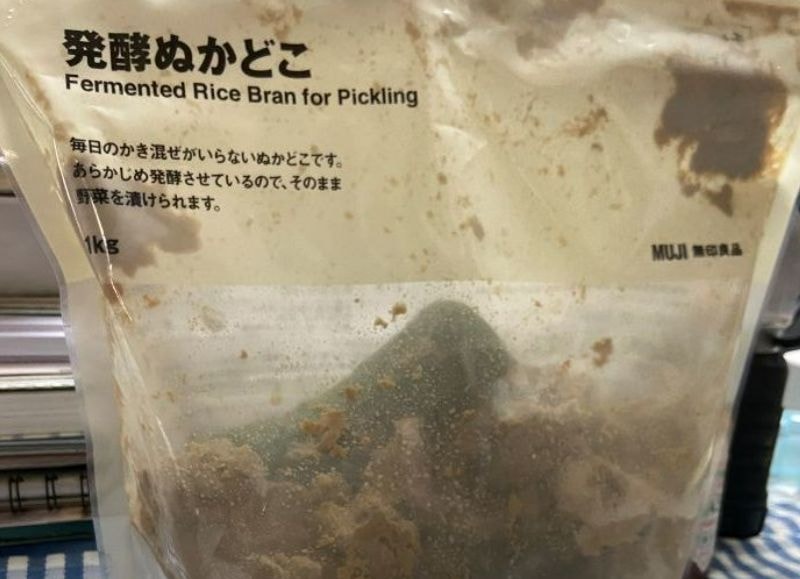 発酵ぬかどこ
Fermented Rice Bran for Pickling
毎日のかき混ぜがいらないぬかどこです。
あらかじめ発酵させているので、そのまま
野菜を漬けられます。
1kg
MUJI 無印良品